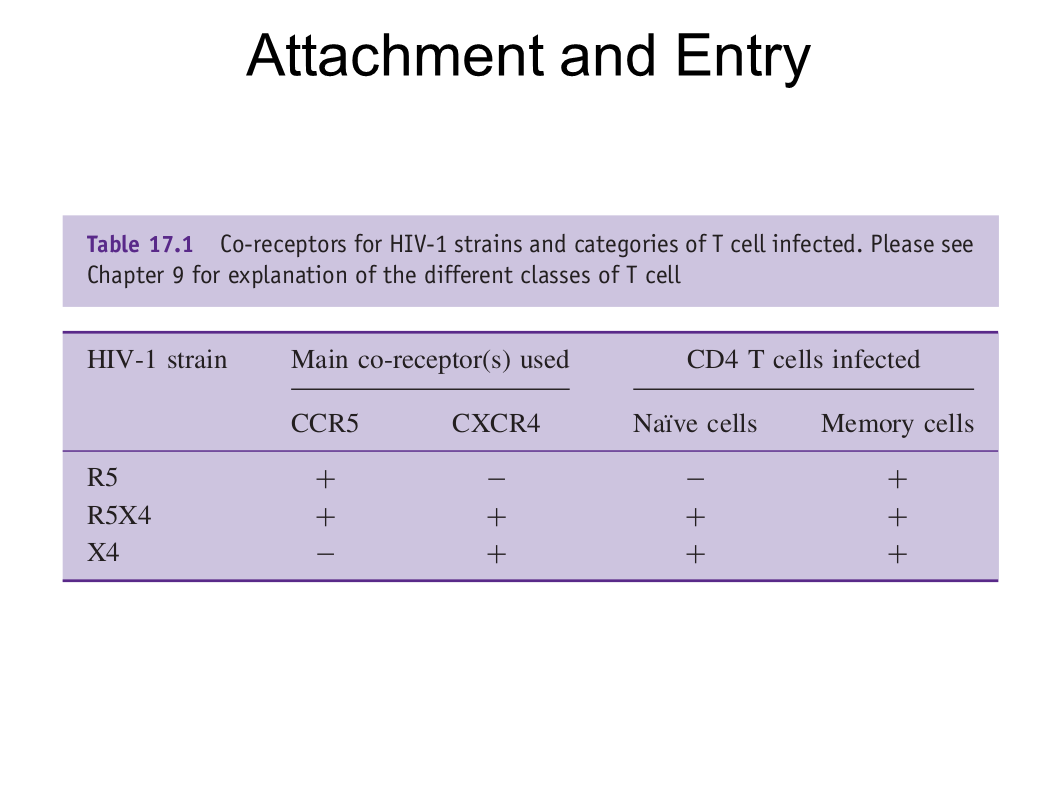 Attachment and Entry
Table 17.1 Co-receptors for HIV-1 strains and categories of T cell infected. Please see
Chapter 9 for explanation of the different classes of T cell
HIV-1 strain Main co-receptor(s) used CD4 T cells infected
CCR5 CXCR4 Naïve cells Memory cells
R5 + − − +
R5X4 + + + +
X4 − + + +